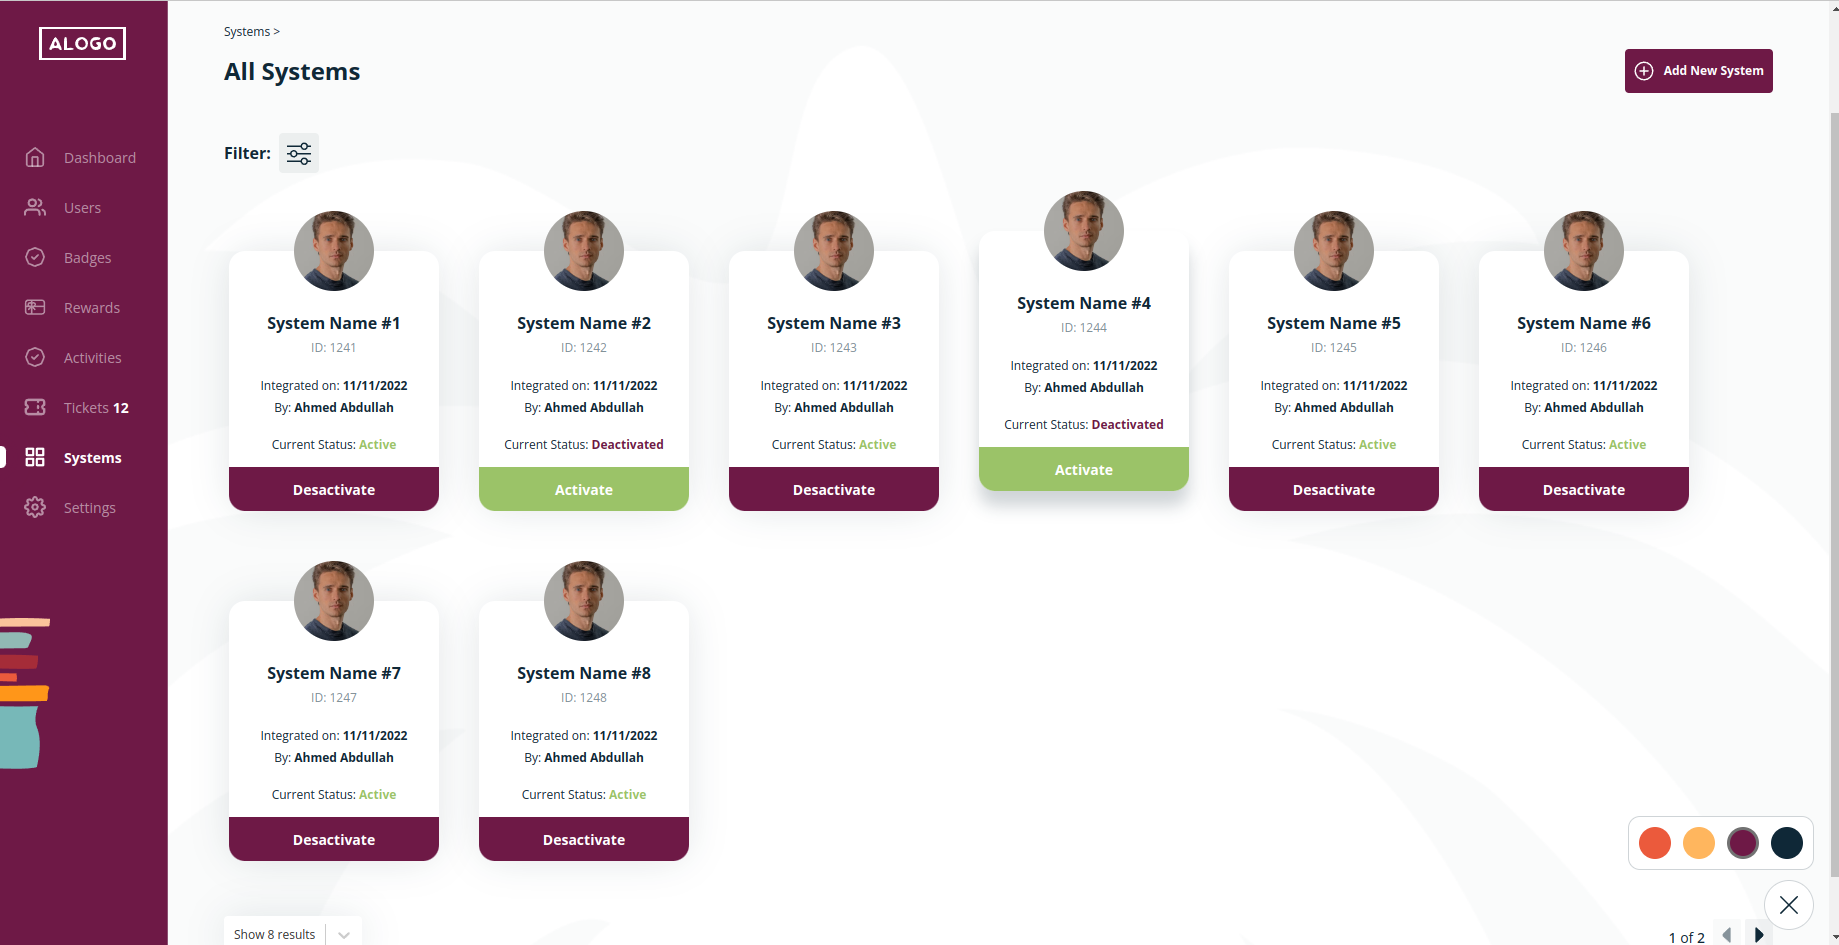 ALOGO
Dashboard
Users
Badges
Rewards
Activities
Tickets 12
Systems
Settings
Systems >
All Systems
Add New System
Filter:
System Name #1
ID: 1241
Integrated on: 11/11/2022
By: Ahmed Abdullah
Current Status: Active
Desactivate
System Name #2
ID: 1242
Integrated on: 11/11/2022
By: Ahmed Abdullah
Current Status: Deactivated
Activate
System Name #3
ID: 1243
Integrated on: 11/11/2022
By: Ahmed Abdullah
Current Status: Active
Desactivate
System Name #4
ID: 1244
Integrated on: 11/11/2022
By: Ahmed Abdullah
Current Status: Deactivated
Activate
System Name #5
ID: 1245
Integrated on: 11/11/2022
By: Ahmed Abdullah
Current Status: Active
Desactivate
System Name #6
ID: 1246
Integrated on: 11/11/2022
By: Ahmed Abdullah
Current Status: Active
Desactivate
System Name #7
ID: 1247
Integrated on: 11/11/2022
By: Ahmed Abdullah
Current Status: Active
Desactivate
System Name #8
ID: 1248
Integrated on: 11/11/2022
By: Ahmed Abdullah
Current Status: Active
Desactivate
Show 8 results
1 of 2